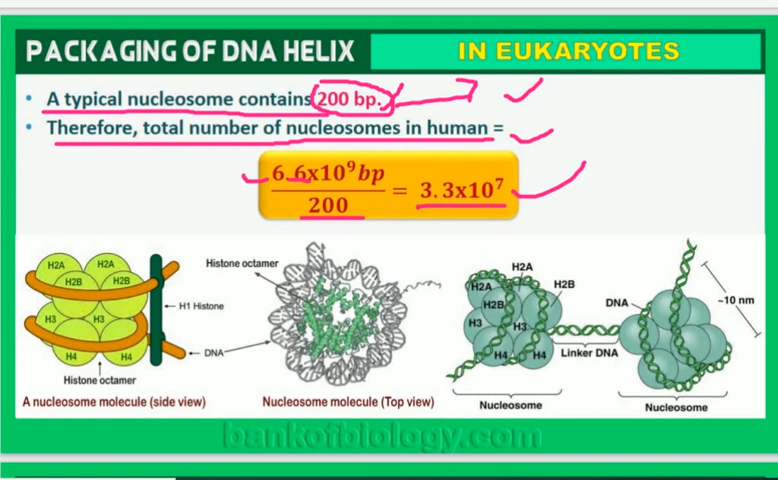 PACKAGING OF DNA HELIX
IN EUKARYOTES
• A typical nucleosome contains 200 bp.
• Therefore, total number of nucleosomes in human =
6.6x10⁹bp
200
= 3.3x10⁷
H2A
H2A
H2B
H2B
H3
H3
H4
H4
H1 Histone
DNA
Histone octamer
A nucleosome molecule (side view)
Histone octamer
Nucleosome molecule (Top view)
H2A
H2A
H2B
H2B
H3
H3
H4
H4
DNA
Linker DNA
~10 nm
Nucleosome
Nucleosome
bankofbiology.com